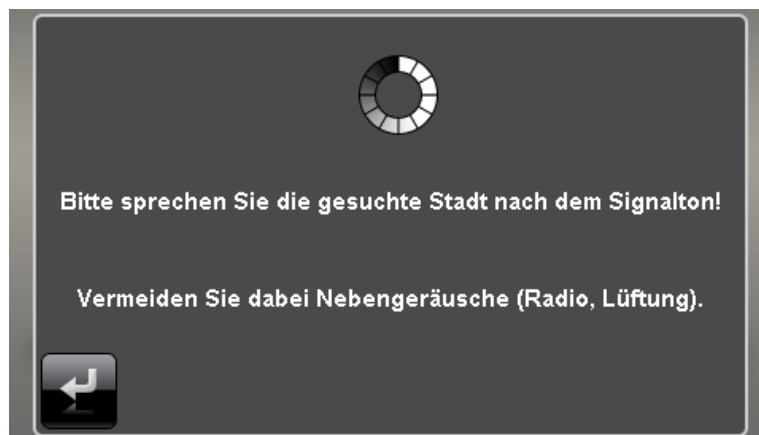 Bitte sprechen Sie die gesuchte Stadt nach dem Signalton!
Vermeiden Sie dabei Nebengeräusche (Radio, Lüftung).